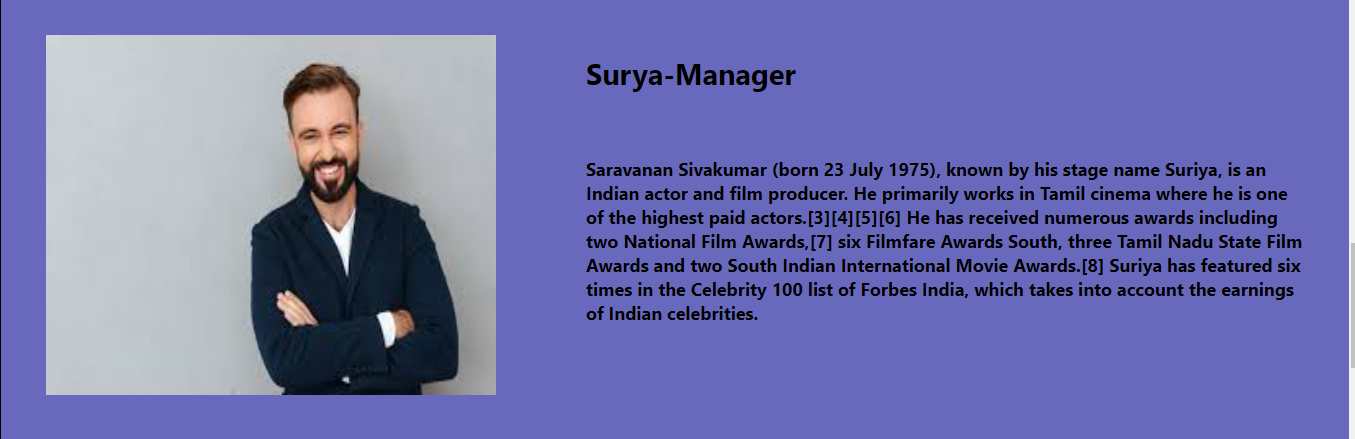 Surya-Manager
Saravanan Sivakumar (born 23 July 1975), known by his stage name Suriya, is an
Indian actor and film producer. He primarily works in Tamil cinema where he is one
of the highest paid actors.[3][4][5][6] He has received numerous awards including
two National Film Awards,[7] six Filmfare Awards South, three Tamil Nadu State Film
Awards and two South Indian International Movie Awards.[8] Suriya has featured six
times in the Celebrity 100 list of Forbes India, which takes into account the earnings
of Indian celebrities.